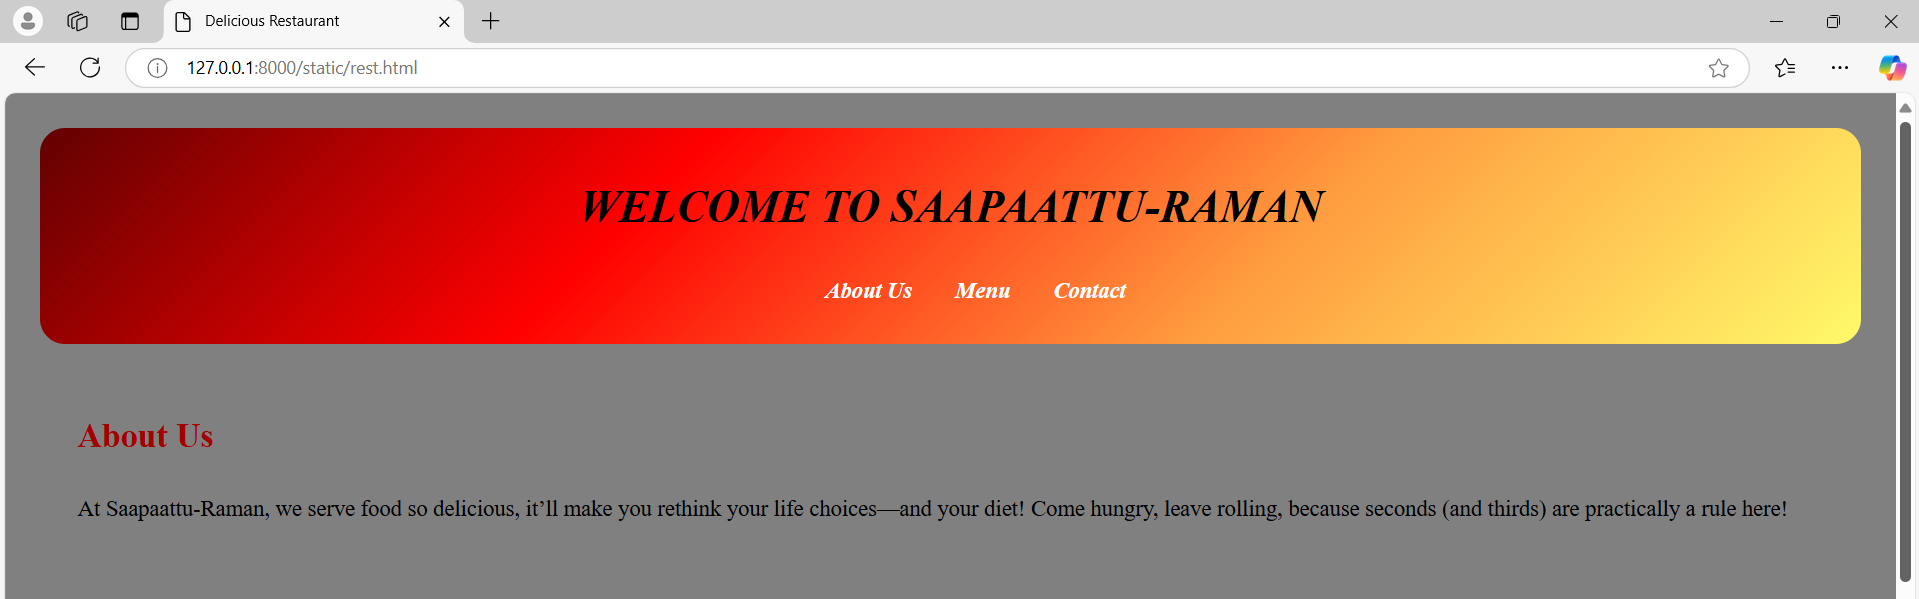 Delicious Restaurant
127.0.0.1:8000/static/rest.html
WELCOME TO SAAPAATTU-RAMAN
About Us Menu Contact
About Us
At Saapaattu-Raman, we serve food so delicious, it’ll make you rethink your life choices—and your diet! Come hungry, leave rolling, because seconds (and thirds) are practically a rule here!